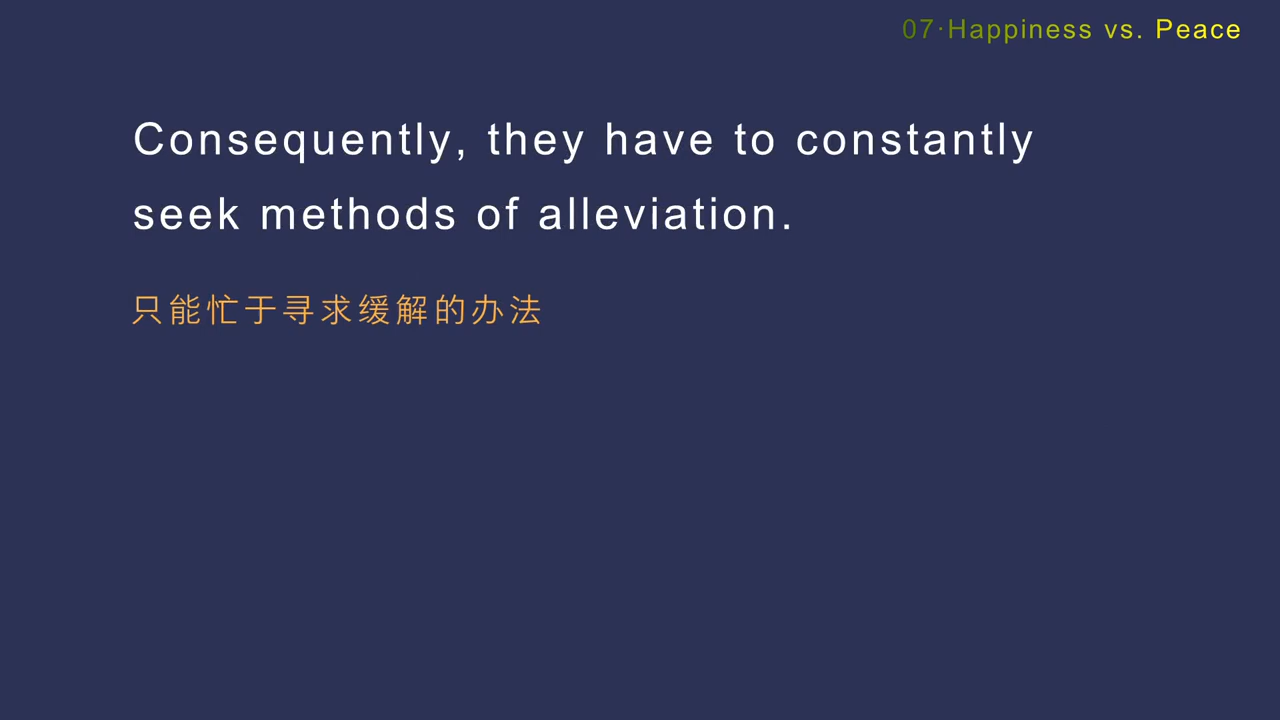 07·Happiness vs. Peace
Consequently, they have to constantly
seek methods of alleviation.
只能忙于寻求缓解的办法